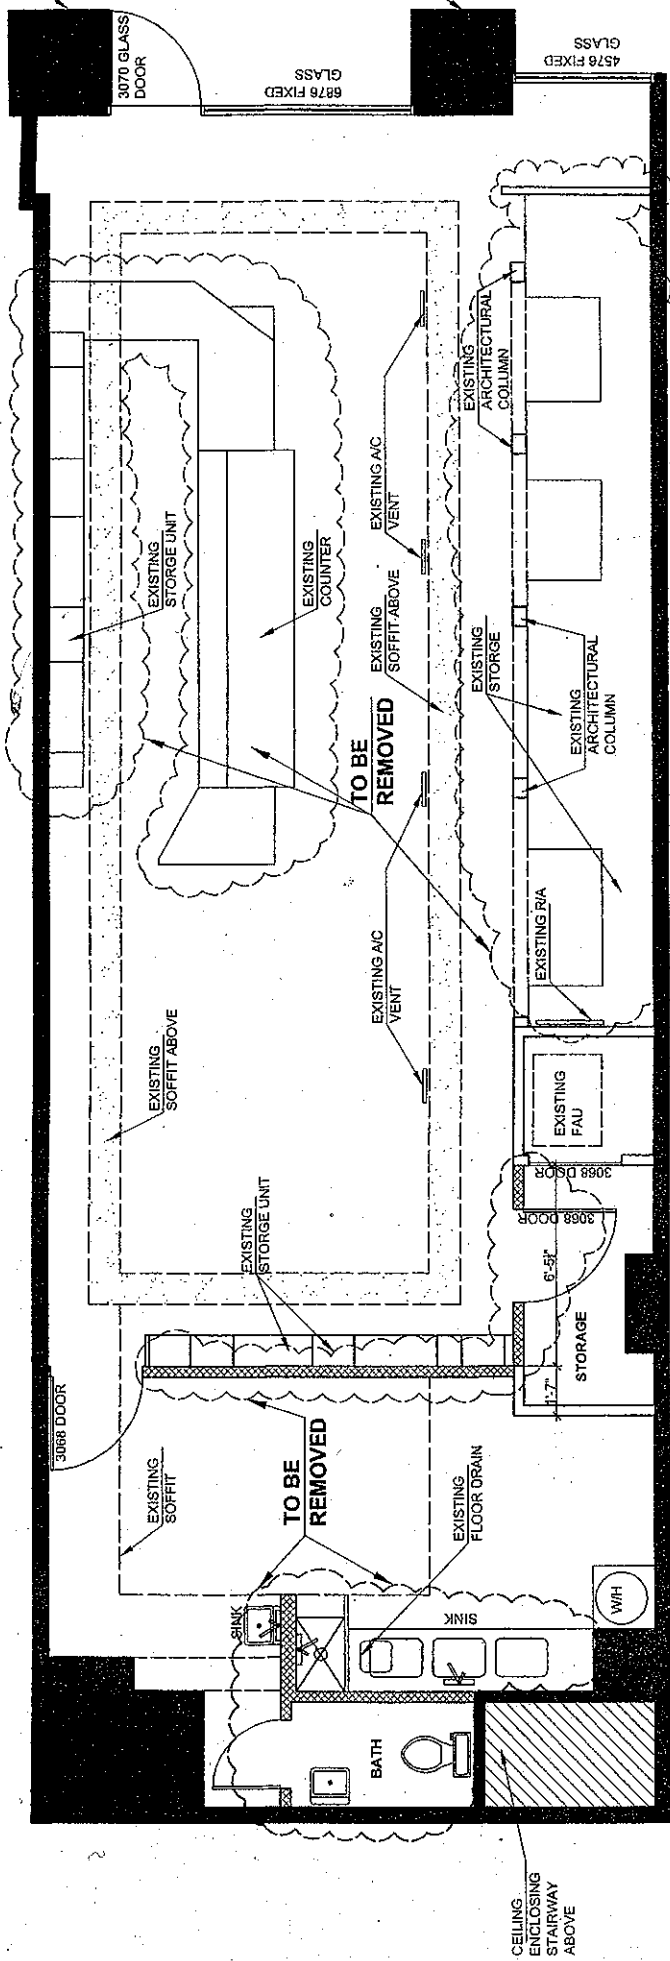 3070 GLASS
DOOR
6876 FIXED
GLASS
4576 FIXED
GLASS
EXISTING
STORGE UNIT
EXISTING
COUNTER
EXISTING A/C
VENT
EXISTING
ARCHITECTURAL
COLUMN
EXISTING
SOFFIT ABOVE
TO BE
REMOVED
EXISTING
STORGE
EXISTING
ARCHITECTURAL
COLUMN
EXISTING A/C
VENT
EXISTING R/A
EXISTING
SOFFIT ABOVE
EXISTING
FAU
3068 DOOR
3068 DOOR
EXISTING
STORGE UNIT
STORAGE
1'-7"
3068 DOOR
EXISTING
SOFFIT
TO BE
REMOVED
EXISTING
FLOOR DRAIN
SINK
SINK
W/H
BATH
CEILING
ENCLOSING
STAIRWAY
ABOVE